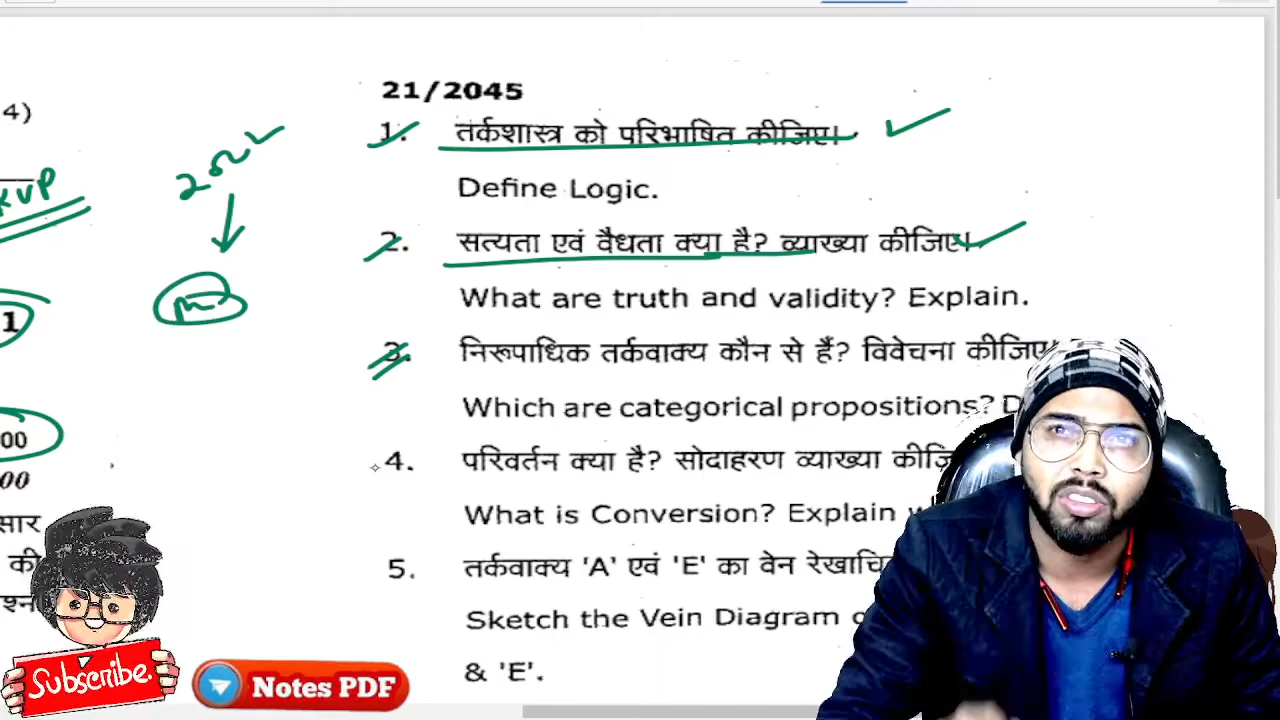 4)
KVP
1
00
00
सार
की
श्न
21/2045
1. तर्कशास्त्र को परिभाषित कीजिए।
Define Logic.
2. सत्यता एवं वैधता क्या है? व्याख्या कीजिए।
What are truth and validity? Explain.
3. निरूपाधिक तर्कवाक्य कौन से हैं? विवेचना कीजिए।
Which are categorical propositions? D
4. परिवर्तन क्या है? सोदाहरण व्याख्या कीजि
What is Conversion? Explain w
5. तर्कवाक्य 'A' एवं 'E' का वेन रेखाचि
Sketch the Vein Diagram o
& 'E'.
Subscribe.
Notes PDF